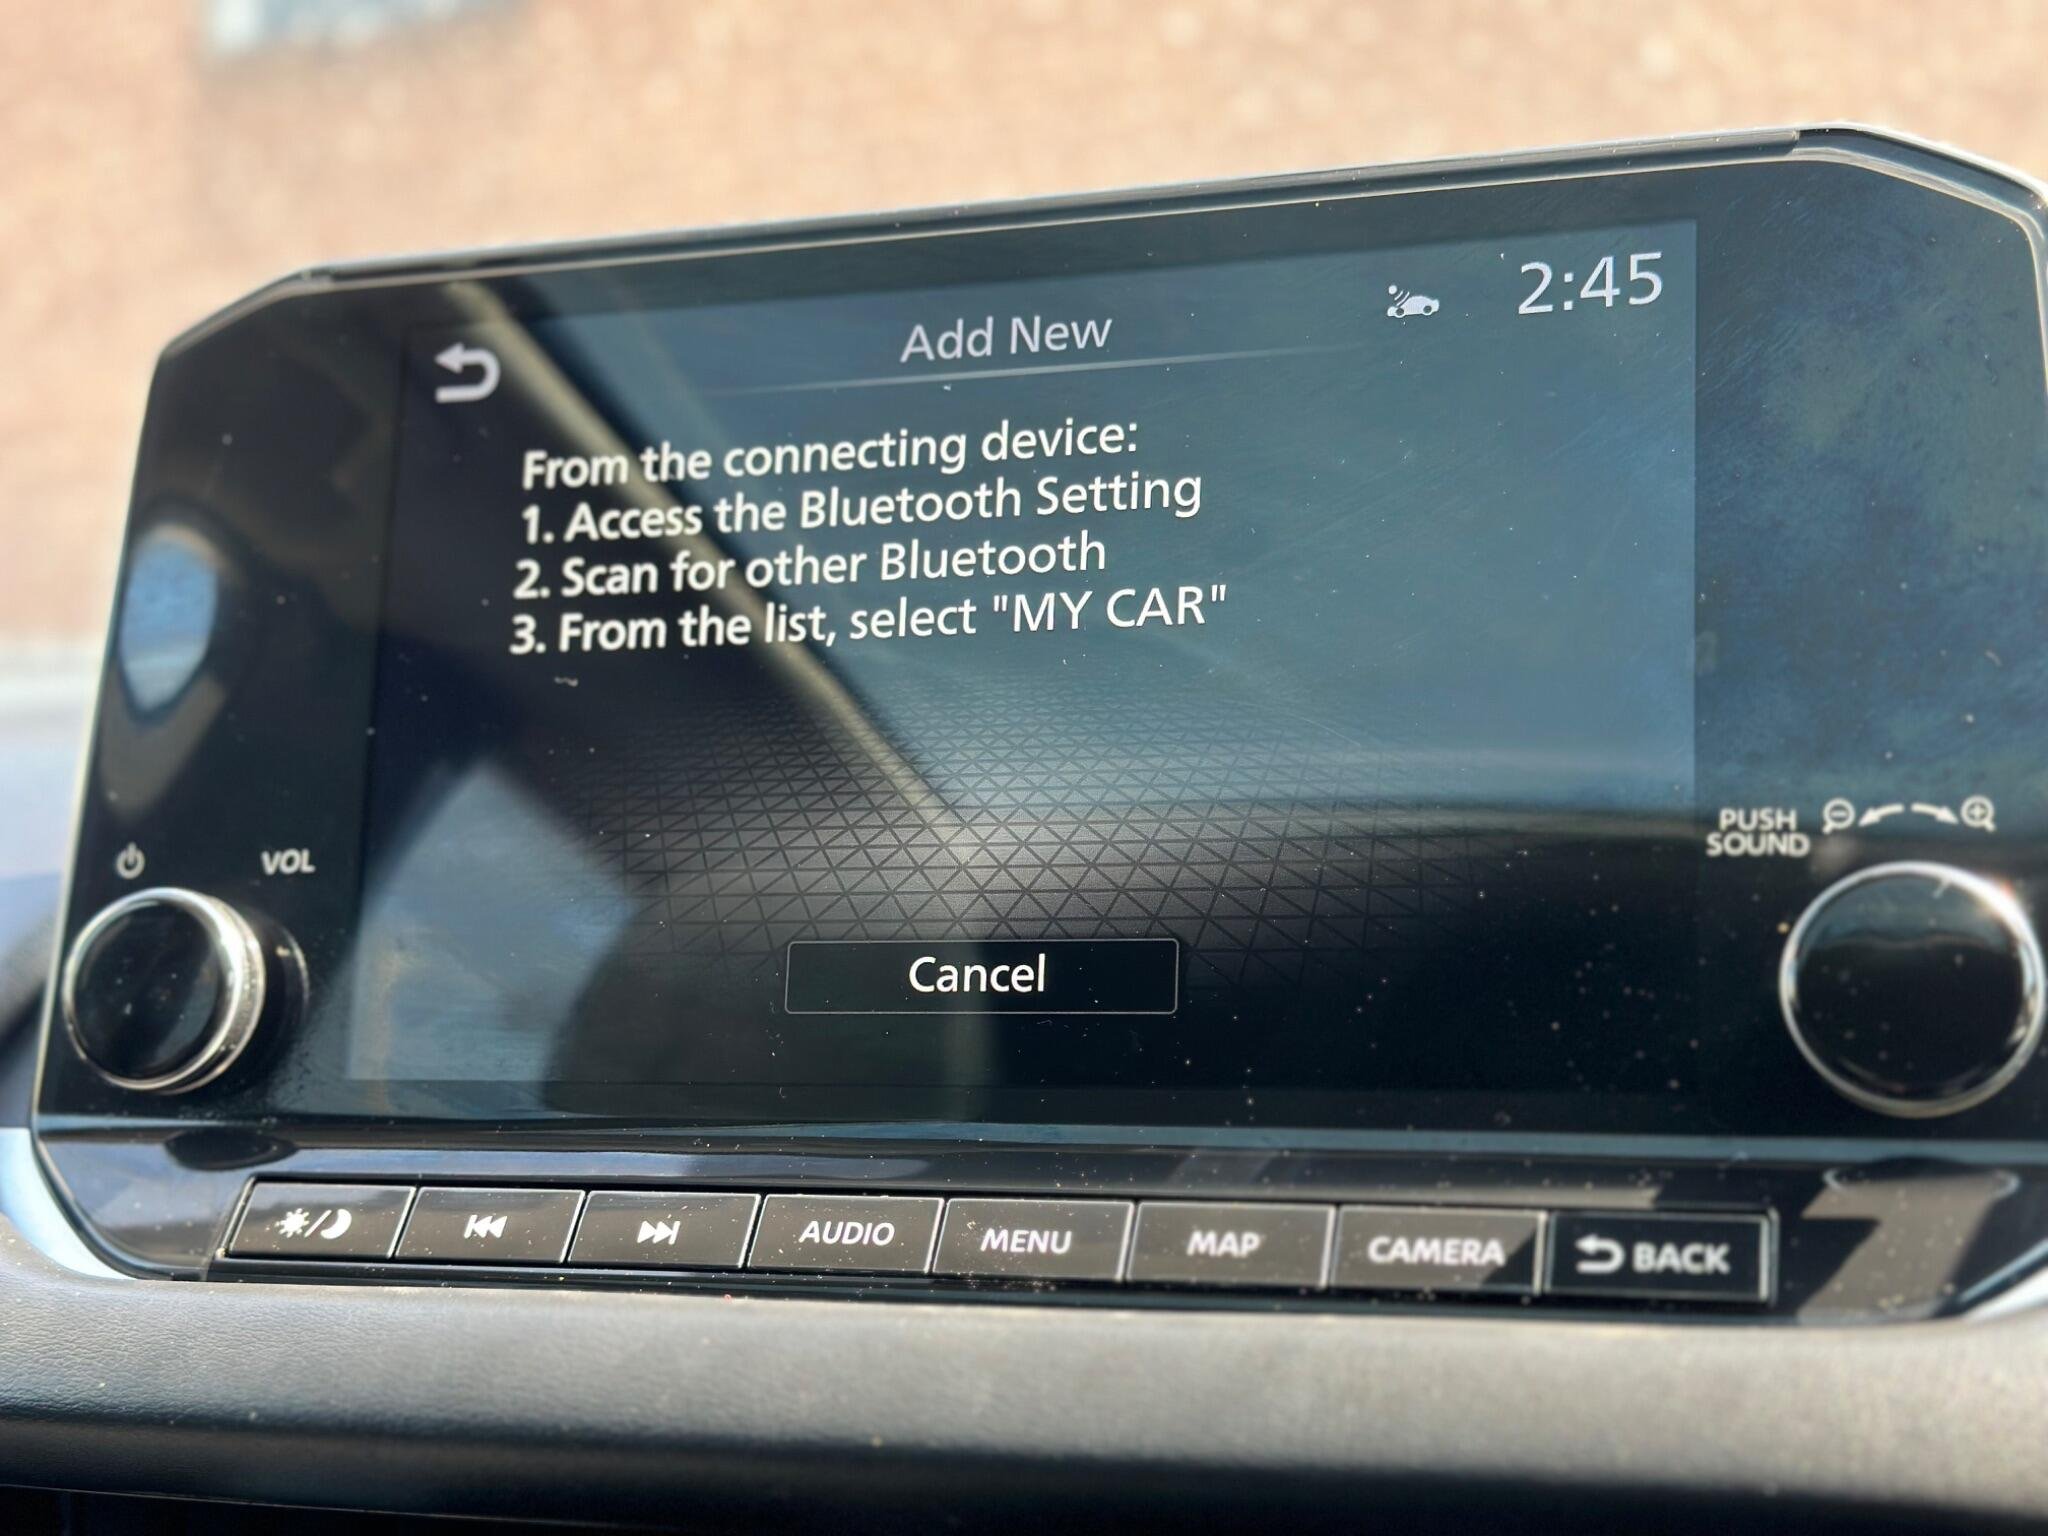 Add New
2:45
From the connecting device:
1. Access the Bluetooth Setting
2. Scan for other Bluetooth
3. From the list, select "MY CAR"
Cancel
VOL
PUSH
SOUND
AUDIO
MENU
MAP
CAMERA
BACK